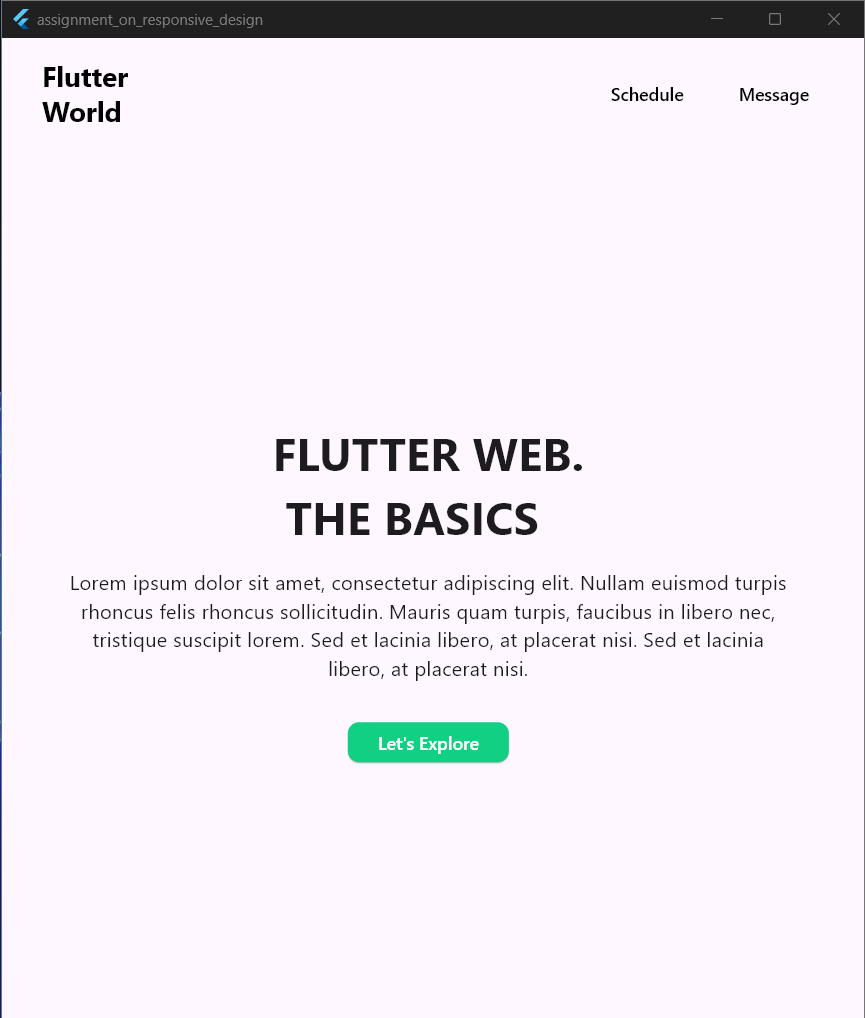 assignment_on_responsive_design
Flutter
World
Schedule
Message
FLUTTER WEB.
THE BASICS
Lorem ipsum dolor sit amet, consectetur adipiscing elit. Nullam euismod turpis
rhoncus felis rhoncus sollicitudin. Mauris quam turpis, faucibus in libero nec,
tristique suscipit lorem. Sed et lacinia libero, at placerat nisi. Sed et lacinia
libero, at placerat nisi.
Let's Explore